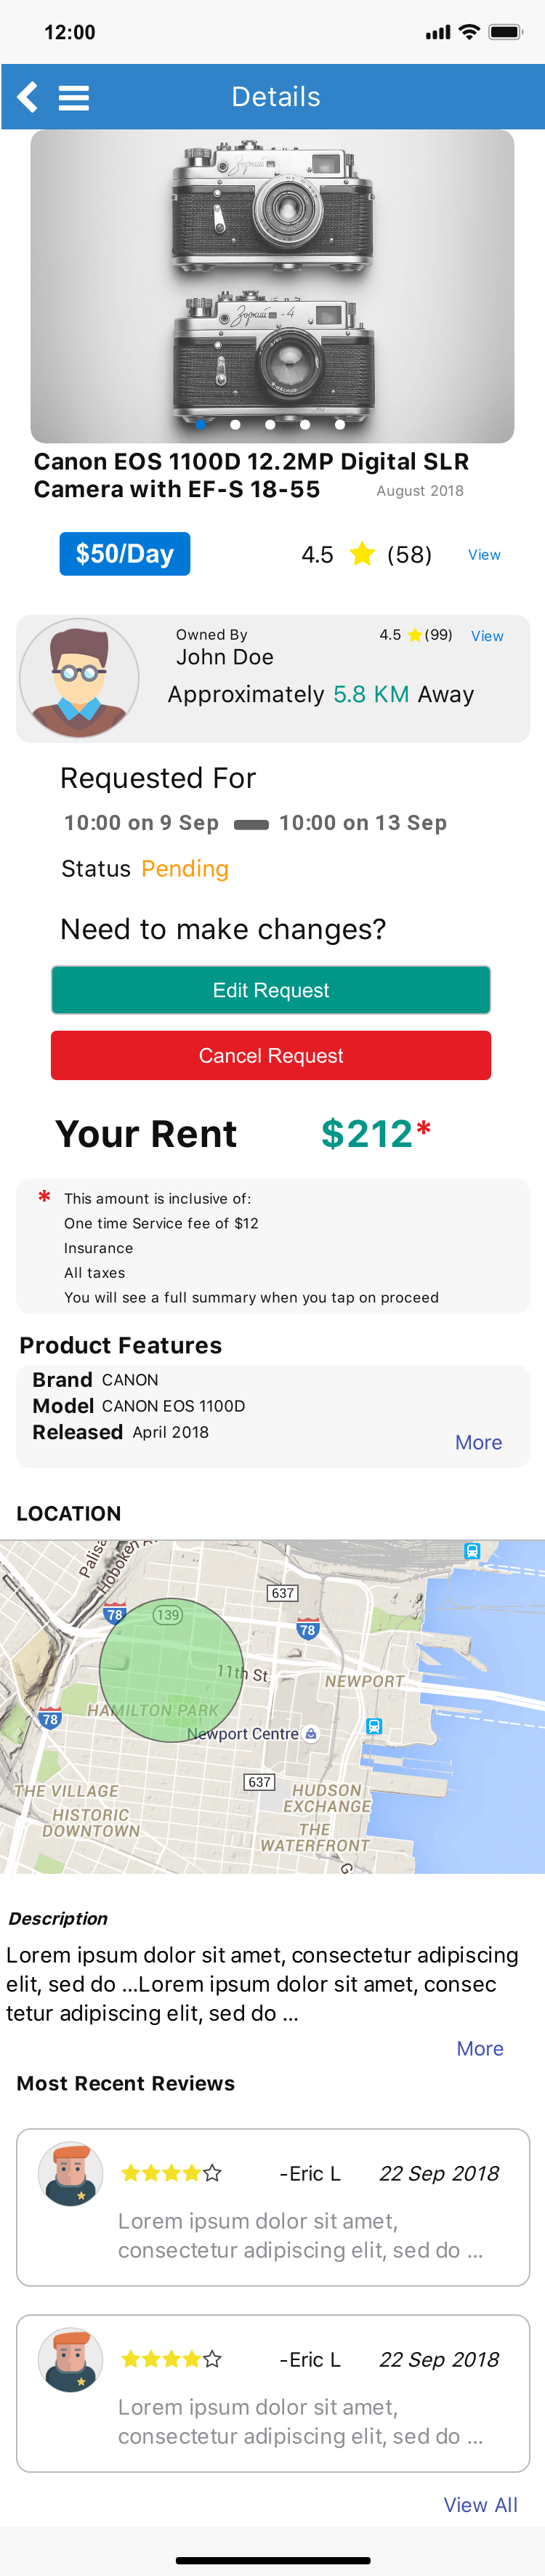 12:00
Details
Зоркий
Зоркий - 4
Canon EOS 1100D 12.2MP Digital SLR
Camera with EF-S 18-55
August 2018
$50/Day
4.5 (58)
View
Owned By
4.5 (99) View
John Doe
Approximately 5.8 KM Away
Requested For
10:00 on 9 Sep 10:00 on 13 Sep
Status Pending
Need to make changes?
Edit Request
Cancel Request
Your Rent $212*
* This amount is inclusive of:
One time Service fee of $12
Insurance
All taxes
You will see a full summary when you tap on proceed
Product Features
Brand CANON
Model CANON EOS 1100D
Released April 2018
More
LOCATION
Hoboken
637
78
139
78
11th St
NEWPORT
78
HAMILTON PARK
Newport Centre
637
THE VILLAGE
HUDSON
EXCHANGE
HISTORIC
DOWNTOWN
THE
WATERFRONT
Description
Lorem ipsum dolor sit amet, consectetur adipiscing
elit, sed do ...Lorem ipsum dolor sit amet, consec
tetur adipiscing elit, sed do ...
More
Most Recent Reviews
-Eric L 22 Sep 2018
Lorem ipsum dolor sit amet,
consectetur adipiscing elit, sed do ...
-Eric L 22 Sep 2018
Lorem ipsum dolor sit amet,
consectetur adipiscing elit, sed do ...
View All